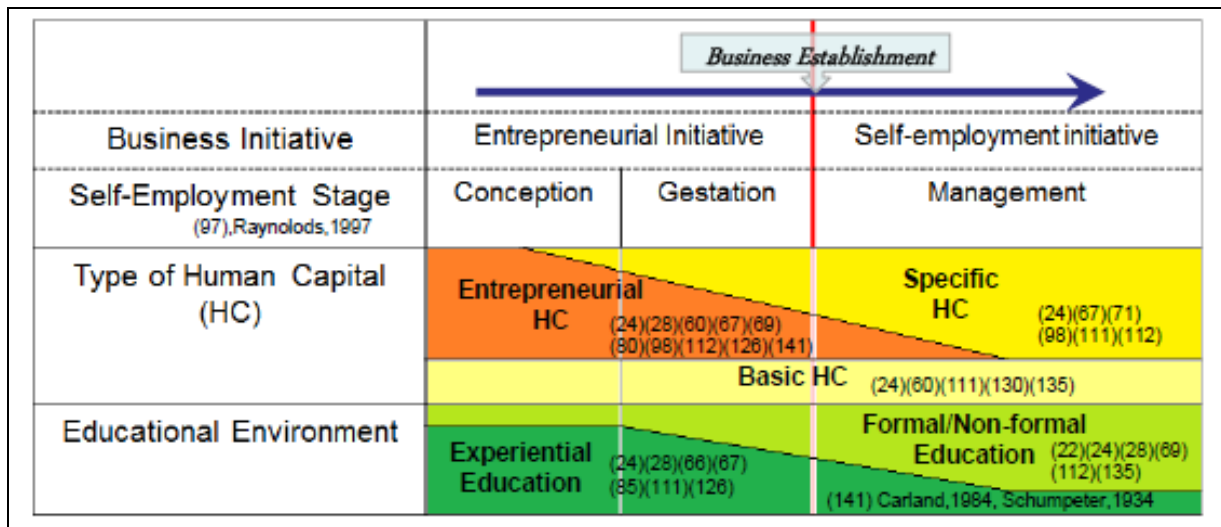 Business Establishment
Business Initiative
Entrepreneurial Initiative
Self-employment initiative
Self-Employment Stage
(97),Raynolods,1997
Conception
Gestation
Management
Type of Human Capital
(HC)
Entrepreneurial
HC
(24)(28)(60)(67)(69)
(80)(98)(112)(126)(141)
Specific
HC
(24)(67)(71)
(98)(111)(112)
Basic HC
(24)(60)(111)(130)(135)
Educational Environment
Experiential
Education
(24)(28)(66)(67)
(85)(111)(126)
Formal/Non-formal
Education
(22)(24)(28)(69)
(112)(135)
(141) Carland,1984, Schumpeter,1934